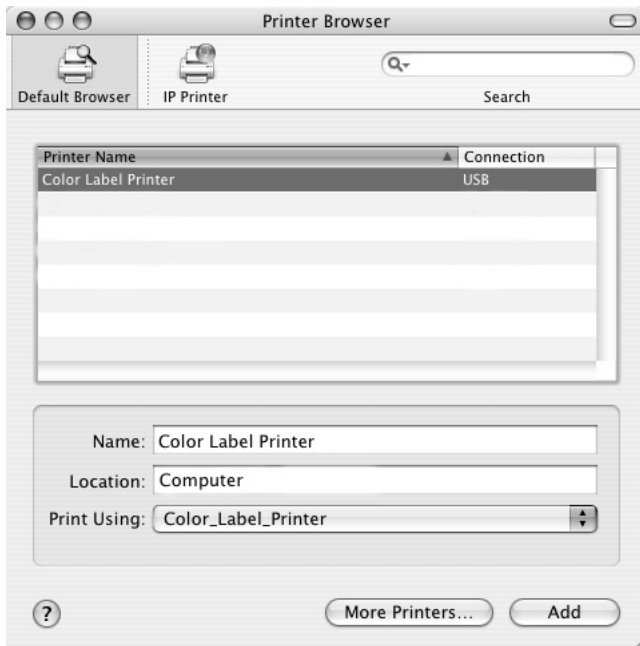 Printer Browser
Default Browser
IP Printer
Search
Printer Name Connection
Color Label Printer USB
Name: Color Label Printer
Location: Computer
Print Using: Color_Label_Printer
? More Printers... Add